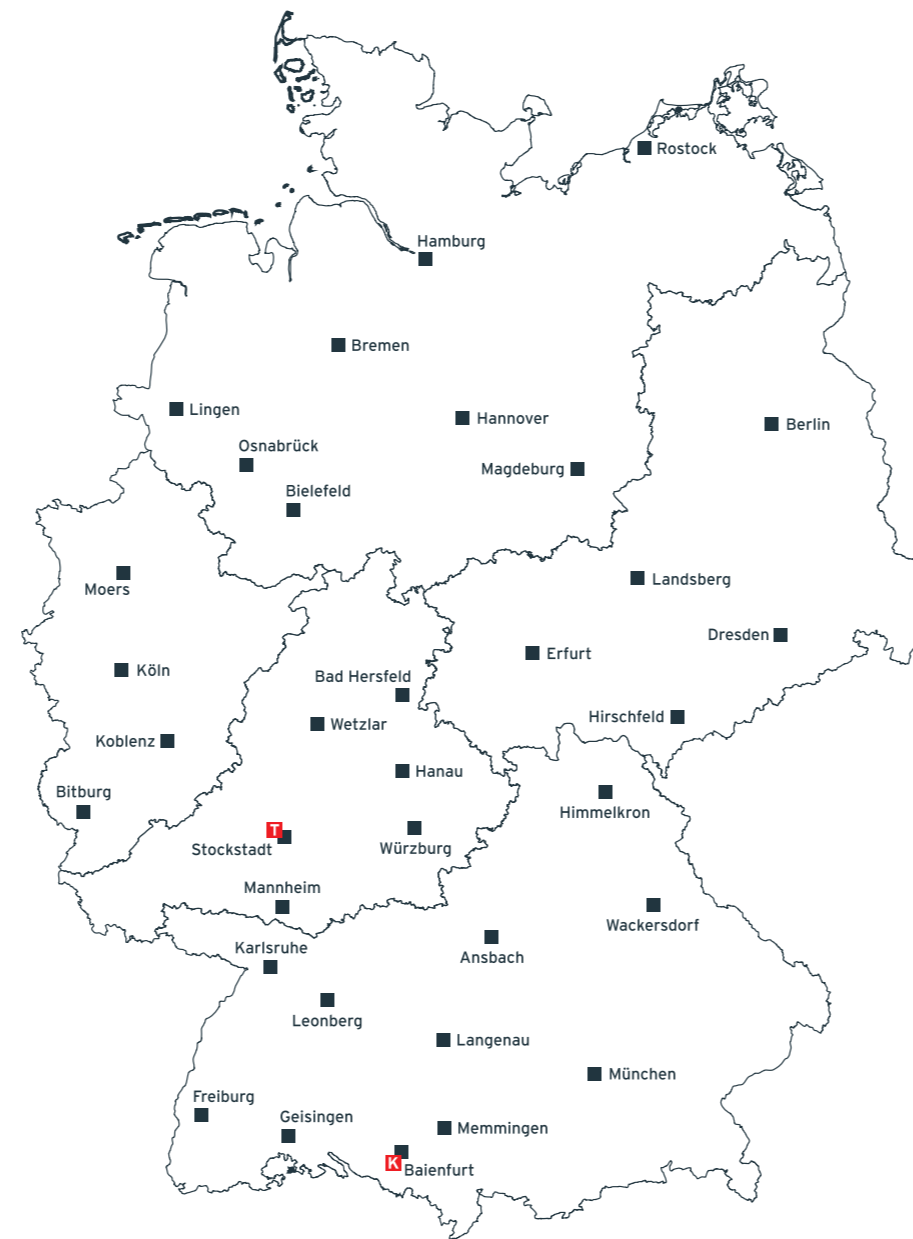 Rostock
Hamburg
Bremen
Lingen
Hannover
Berlin
Osnabrück
Magdeburg
Bielefeld
Moers
Landsberg
Dresden
Erfurt
Köln
Bad Hersfeld
Hirschfeld
Wetzlar
Koblenz
Hanau
Bitburg
Himmelkron
T
Stockstadt
Würzburg
Mannheim
Wackersdorf
Karlsruhe
Ansbach
Leonberg
Langenau
München
Freiburg
Geisingen
Memmingen
K
Baienfurt